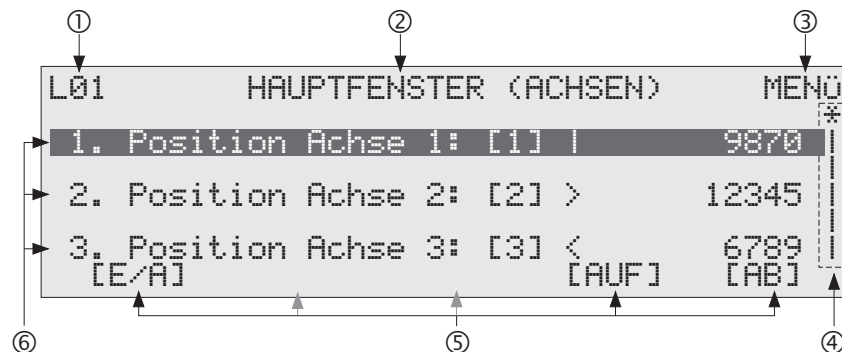 ① ② ③
LØ1 HAUPTFENSTER (ACHSEN) MENÜ
*
1. Position Achse 1: [1] | 9870
2. Position Achse 2: [2] > 12345
3. Position Achse 3: [3] < 6789
[E/A] [AUF] [AB]
⑥ ⑤ ④